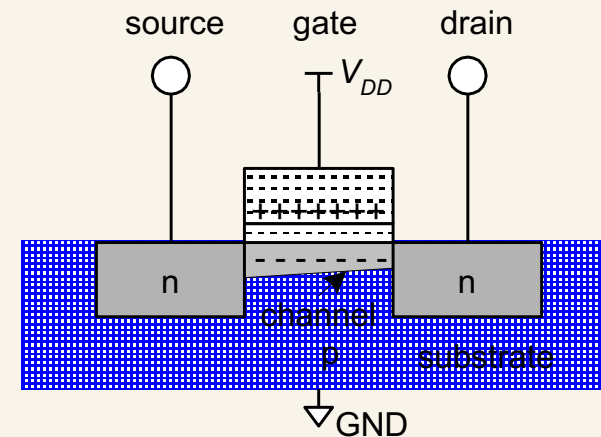 source gate drain
V_DD
+++++++
- - - - - - -
n n
channel
p substrate
GND